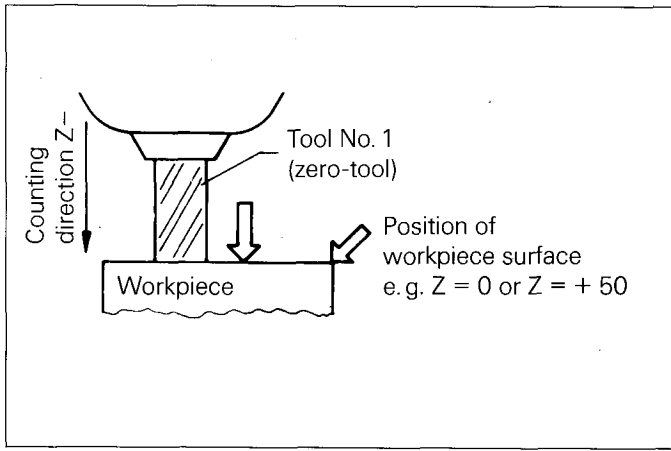 Counting
direction Z–
Tool No. 1
(zero-tool)
Position of
workpiece surface
e. g. Z = 0 or Z = + 50
Workpiece